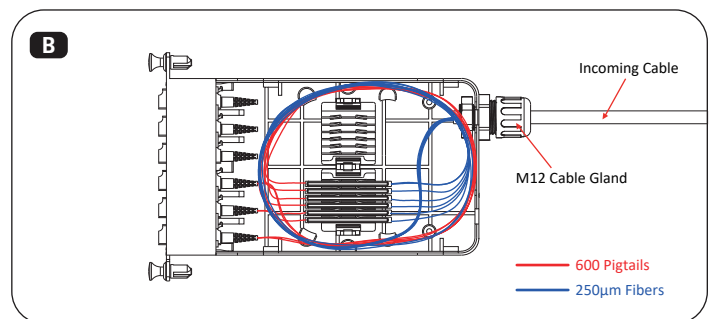 B
Incoming Cable
M12 Cable Gland
600 Pigtails
250µm Fibers